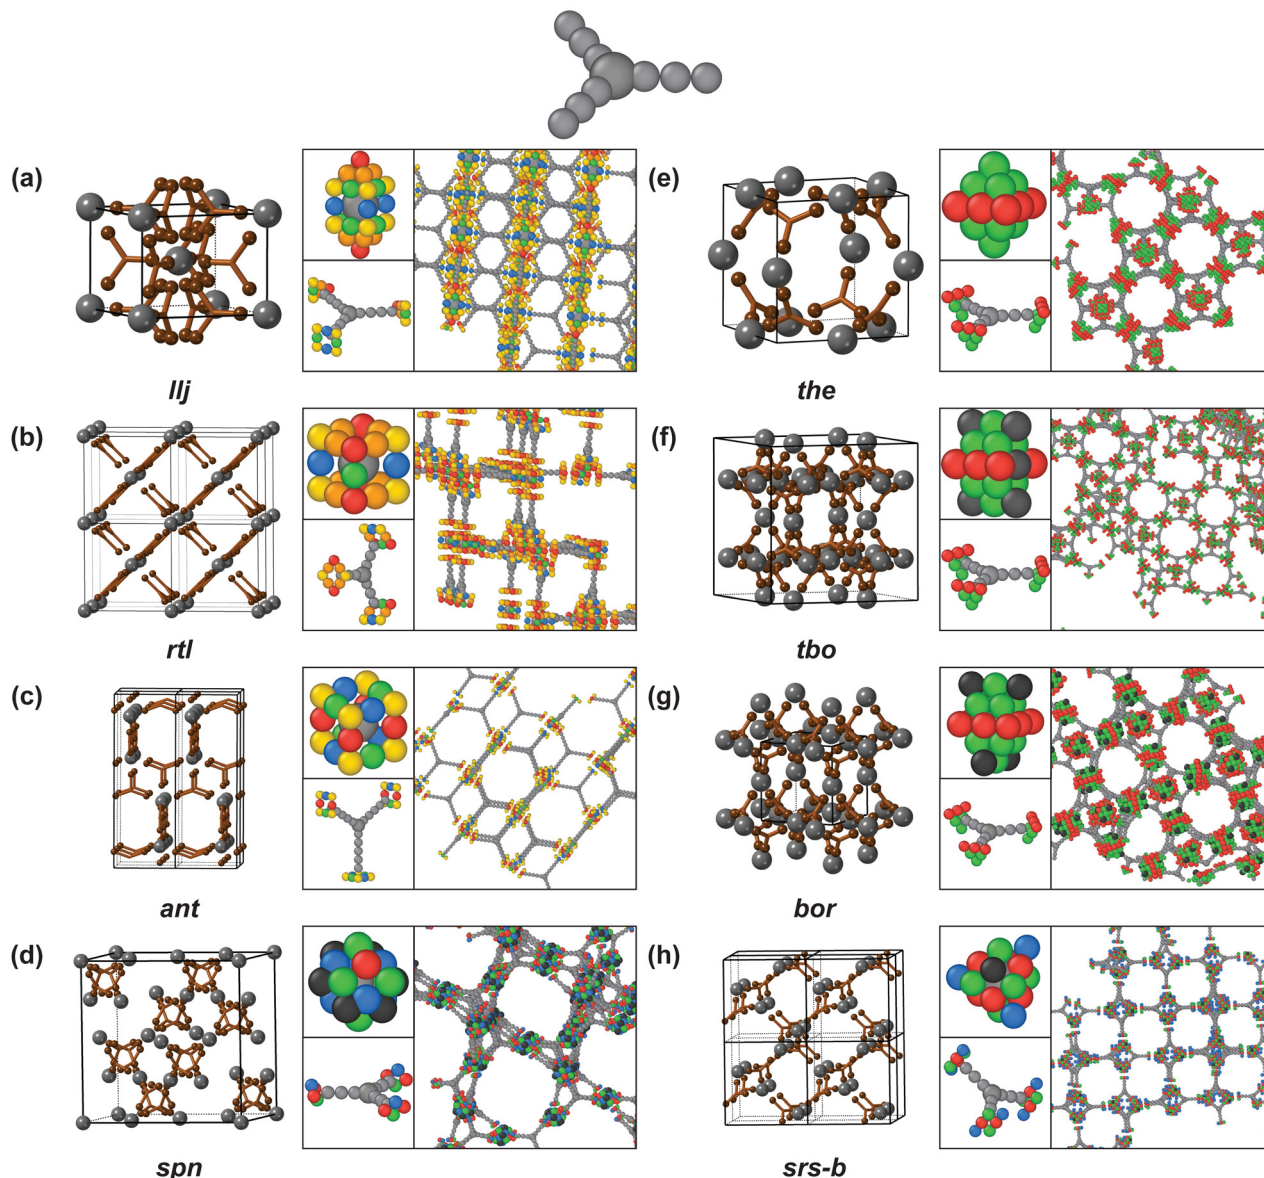 (a)
llj
(b)
rtl
(c)
ant
(d)
spn
(e)
the
(f)
tbo
(g)
bor
(h)
srs-b